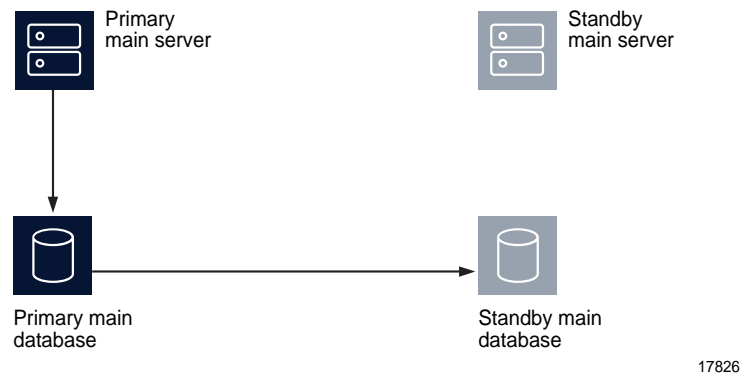 Primary
main server
Standby
main server
Primary main
database
Standby main
database
17826